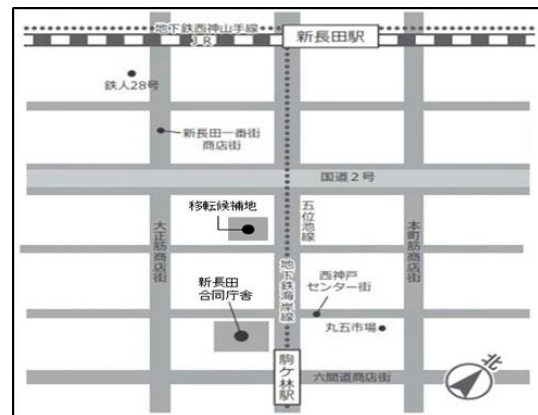 地下鉄西神山手線
JR
新長田駅
鉄人28号
新長田一番街
商店街
国道2号
移転候補地
五位池線
大正筋商店街
本町筋商店街
地下鉄海岸線
新長田
合同庁舎
西神戸
センター街
丸五市場
駒ケ林駅
六間道商店街
北